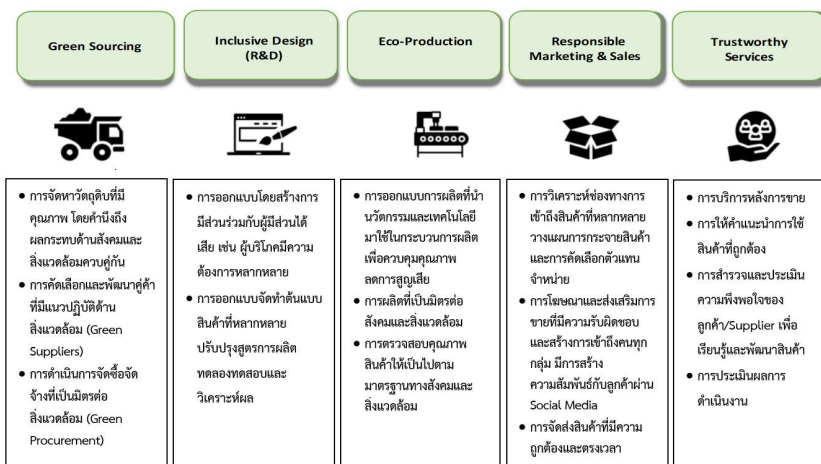 Green Sourcing
Inclusive Design
(R&D)
Eco-Production
Responsible
Marketing & Sales
Trustworthy
Services
• การจัดหาวัตถุดิบที่มี
คุณภาพ โดยคำนึงถึง
ผลกระทบด้านสังคมและ
สิ่งแวดล้อมควบคู่กัน
• การคัดเลือกและพัฒนาคู่ค้า
ที่มีแนวปฏิบัติด้าน
สิ่งแวดล้อม (Green
Suppliers)
• การดำเนินการจัดซื้อจัด
จ้างที่เป็นมิตรต่อ
สิ่งแวดล้อม (Green
Procurement)
• การออกแบบโดยสร้างการ
มีส่วนร่วมกับผู้มีส่วนได้
เสีย เช่น ผู้บริโภคมีความ
ต้องการหลากหลาย
• การออกแบบจัดทำต้นแบบ
สินค้าที่หลากหลาย
ปรับปรุงสูตรการผลิต
ทดลองทดสอบและ
วิเคราะห์ผล
• การออกแบบการผลิตที่นำ
นวัตกรรมและเทคโนโลยี
มาใช้ในกระบวนการผลิต
เพื่อควบคุมคุณภาพ
ลดการสูญเสีย
• การผลิตที่เป็นมิตรต่อ
สังคมและสิ่งแวดล้อม
• การตรวจสอบคุณภาพ
สินค้าให้เป็นไปตาม
มาตรฐานทางสังคมและ
สิ่งแวดล้อม
• การวิเคราะห์ช่องทางการ
เข้าถึงสินค้าที่หลากหลาย
วางแผนการกระจายสินค้า
และการคัดเลือกตัวแทน
จำหน่าย
• การโฆษณาและส่งเสริมการ
ขายที่มีความรับผิดชอบ
และสร้างการเข้าถึงคนทุก
กลุ่ม มีการสร้าง
ความสัมพันธ์กับลูกค้าผ่าน
Social Media
• การจัดส่งสินค้าที่มีความ
ถูกต้องและตรงเวลา
• การบริการหลังการขาย
• การให้คำแนะนำการใช้
สินค้าที่ถูกต้อง
• การสำรวจและประเมิน
ความพึงพอใจของ
ลูกค้า/Supplier เพื่อ
เรียนรู้และพัฒนาสินค้า
• การประเมินผลการ
ดำเนินงาน